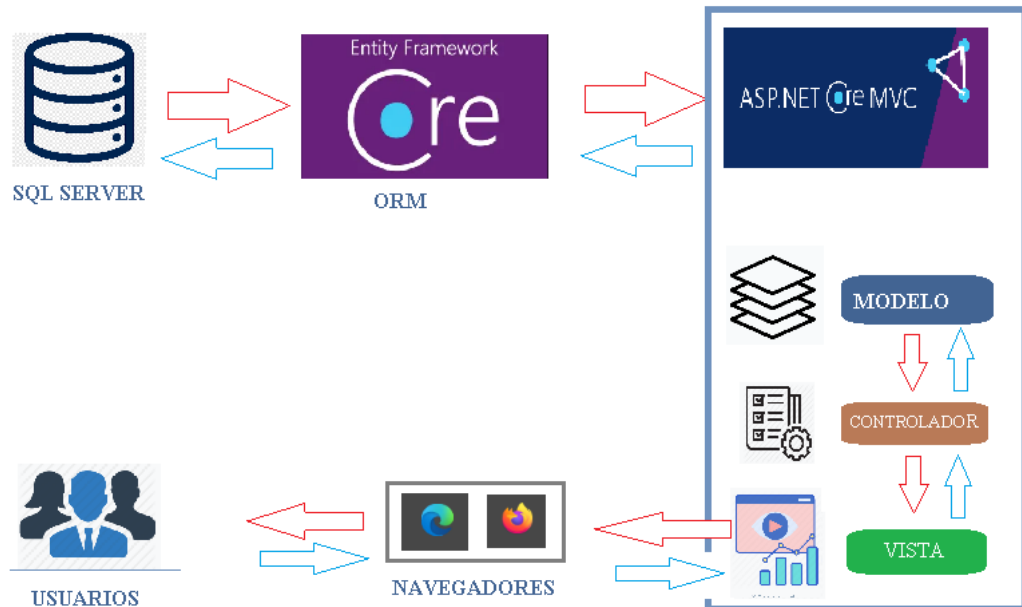 Entity Framework
Core
ASP.NET Core MVC
SQL SERVER
ORM
MODELO
CONTROLADOR
VISTA
NAVEGADORES
USUARIOS